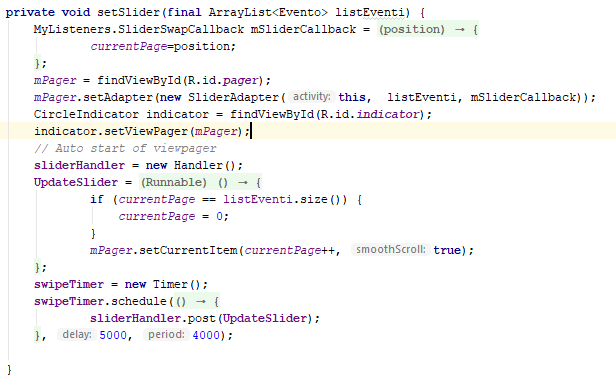 private void setSlider(final ArrayList<Evento> listEventi) {
    MyListeners.SliderSwapCallback mSliderCallback = (position) → {
            currentPage=position;
    };
    mPager = findViewById(R.id.pager);
    mPager.setAdapter(new SliderAdapter( activity: this,  listEventi, mSliderCallback));
    CircleIndicator indicator = findViewById(R.id.indicator);
    indicator.setViewPager(mPager);
    // Auto start of viewpager
    sliderHandler = new Handler();
    UpdateSlider = (Runnable) () → {
            if (currentPage == listEventi.size()) {
                currentPage = 0;
            }
            mPager.setCurrentItem(currentPage++,  smoothScroll: true);
    };
    swipeTimer = new Timer();
    swipeTimer.schedule(() → {
            sliderHandler.post(UpdateSlider);
    },  delay: 5000,  period: 4000);
}